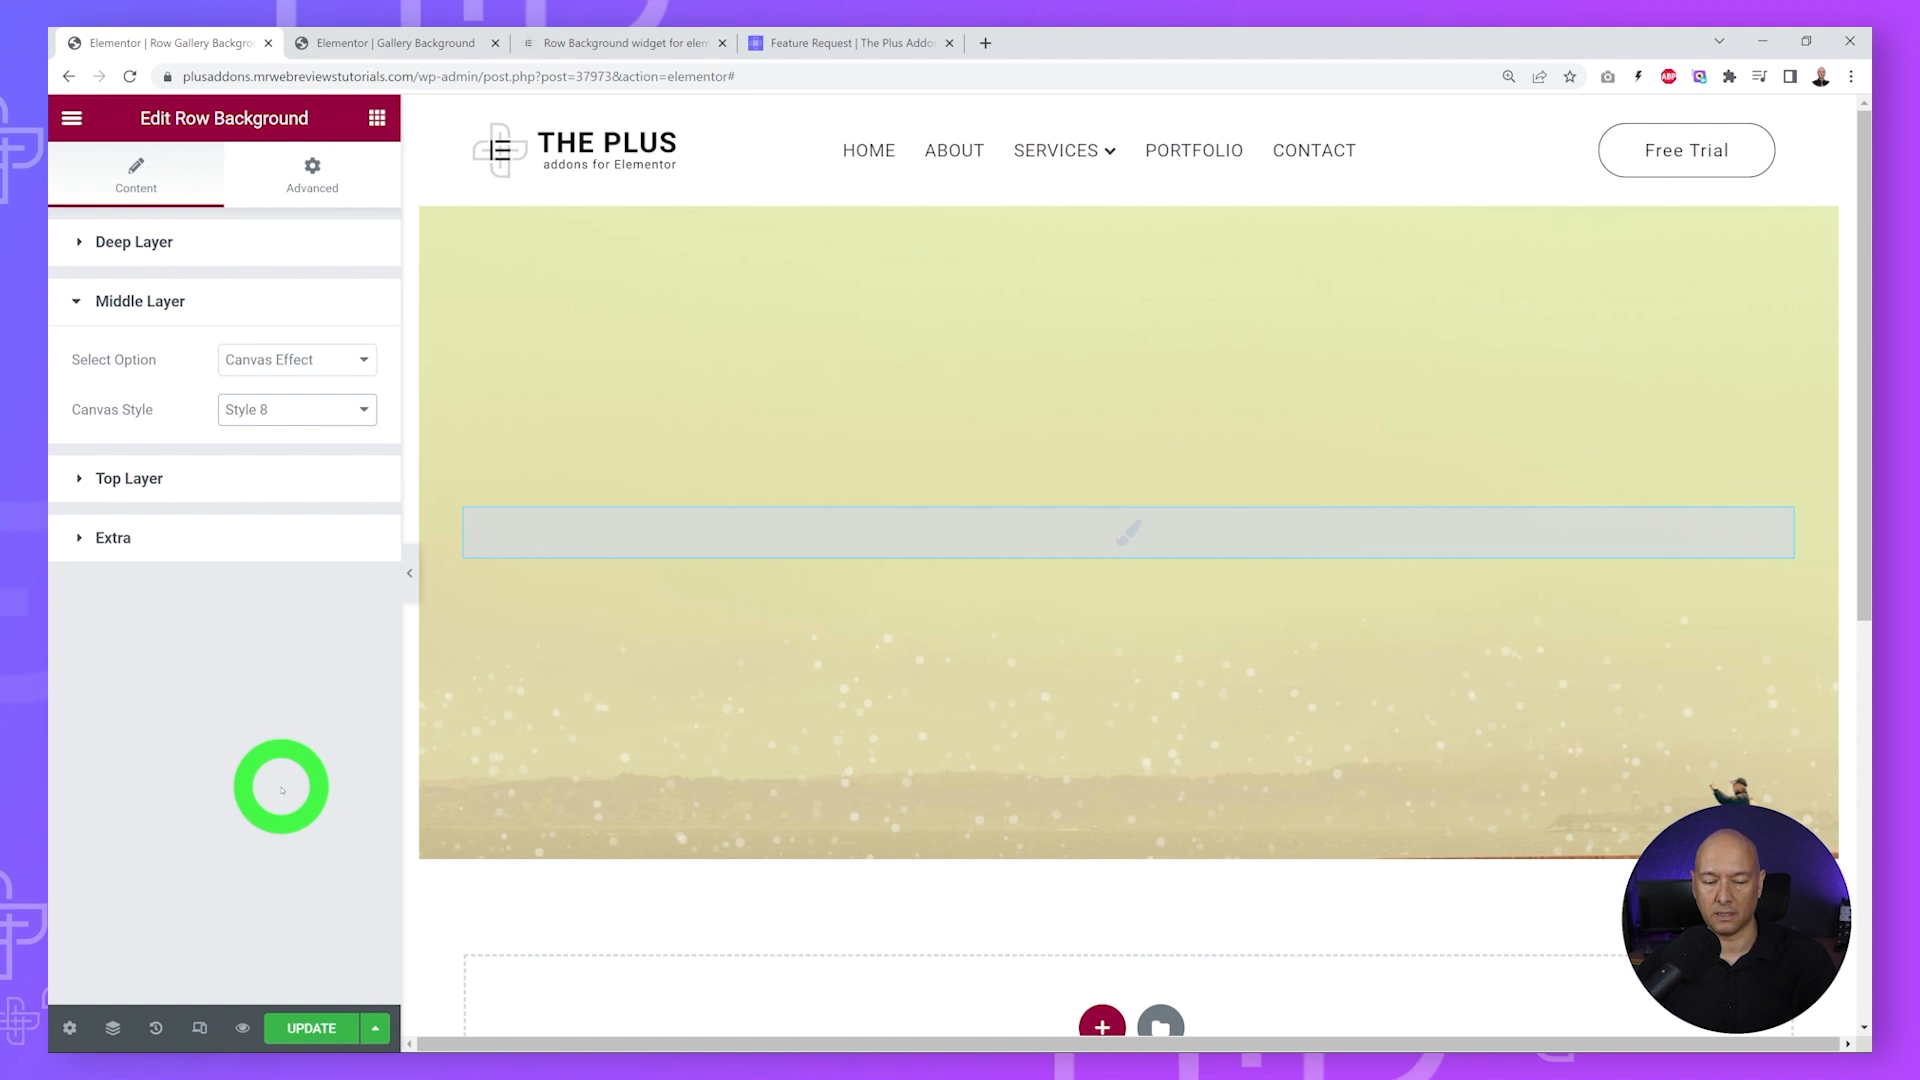 Elementor | Row Gallery Backgro
Elementor | Gallery Background
Row Background widget for elem
Feature Request | The Plus Addo
plusaddons.mrwebreviewstutorials.com/wp-admin/post.php?post=37973&action=elementor#
ABP
Edit Row Background
Content
Advanced
Deep Layer
Middle Layer
Select Option
Canvas Effect
Canvas Style
Style 8
Top Layer
Extra
UPDATE
THE PLUS
addons for Elementor
HOME
ABOUT
SERVICES
PORTFOLIO
CONTACT
Free Trial